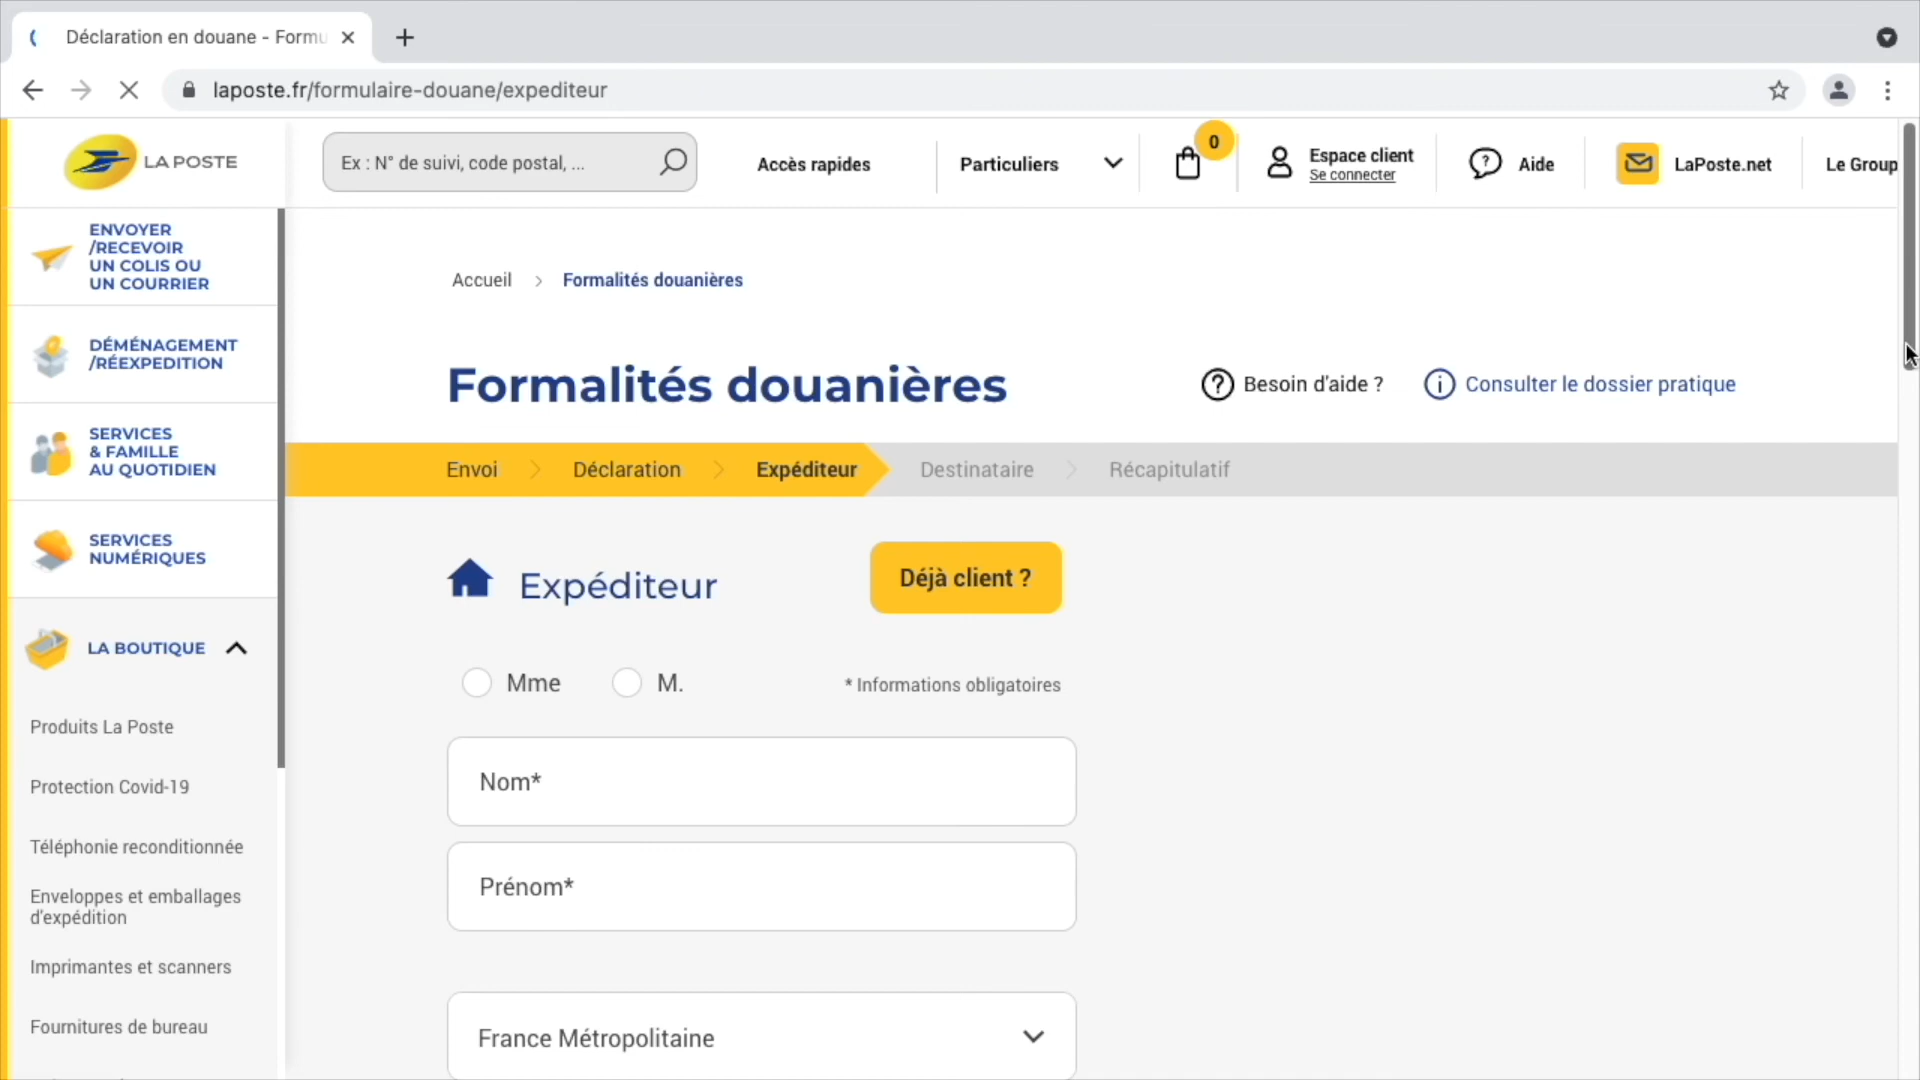 Déclaration en douane - Formu
laposte.fr/formulaire-douane/expediteur
LA POSTE
Ex : N° de suivi, code postal, ...
Accès rapides
Particuliers
0
Espace client
Se connecter
Aide
LaPoste.net
Le Group
ENVOYER
/RECEVOIR
UN COLIS OU
UN COURRIER
DÉMÉNAGEMENT
/RÉEXPEDITION
SERVICES
& FAMILLE
AU QUOTIDIEN
SERVICES
NUMÉRIQUES
LA BOUTIQUE
Produits La Poste
Protection Covid-19
Téléphonie reconditionnée
Enveloppes et emballages
d'expédition
Imprimantes et scanners
Fournitures de bureau
Accueil > Formalités douanières
Formalités douanières
? Besoin d'aide ?
i Consulter le dossier pratique
Envoi > Déclaration > Expéditeur Destinataire > Récapitulatif
Expéditeur
Déjà client ?
Mme M.
* Informations obligatoires
Nom*
Prénom*
France Métropolitaine